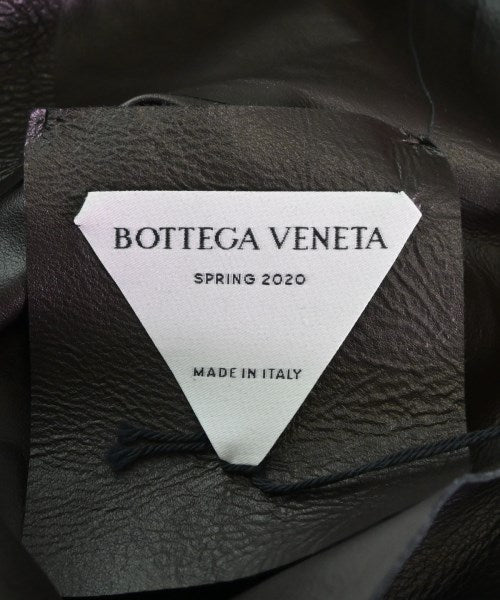 BOTTEGA VENETA
SPRING 2020
MADE IN ITALY